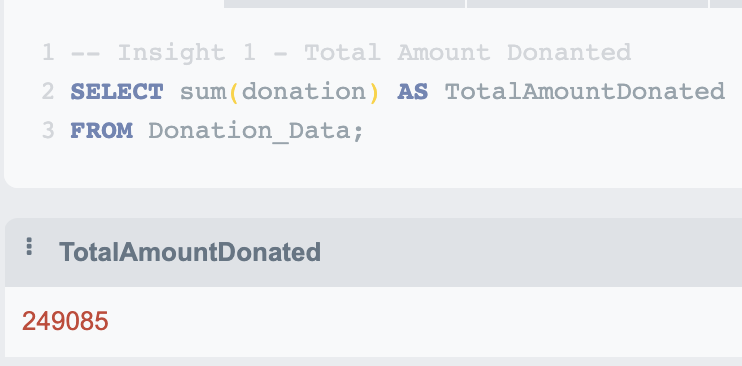 1 -- Insight 1 - Total Amount Donanted
2 SELECT sum(donation) AS TotalAmountDonated
3 FROM Donation_Data;
TotalAmountDonated
249085